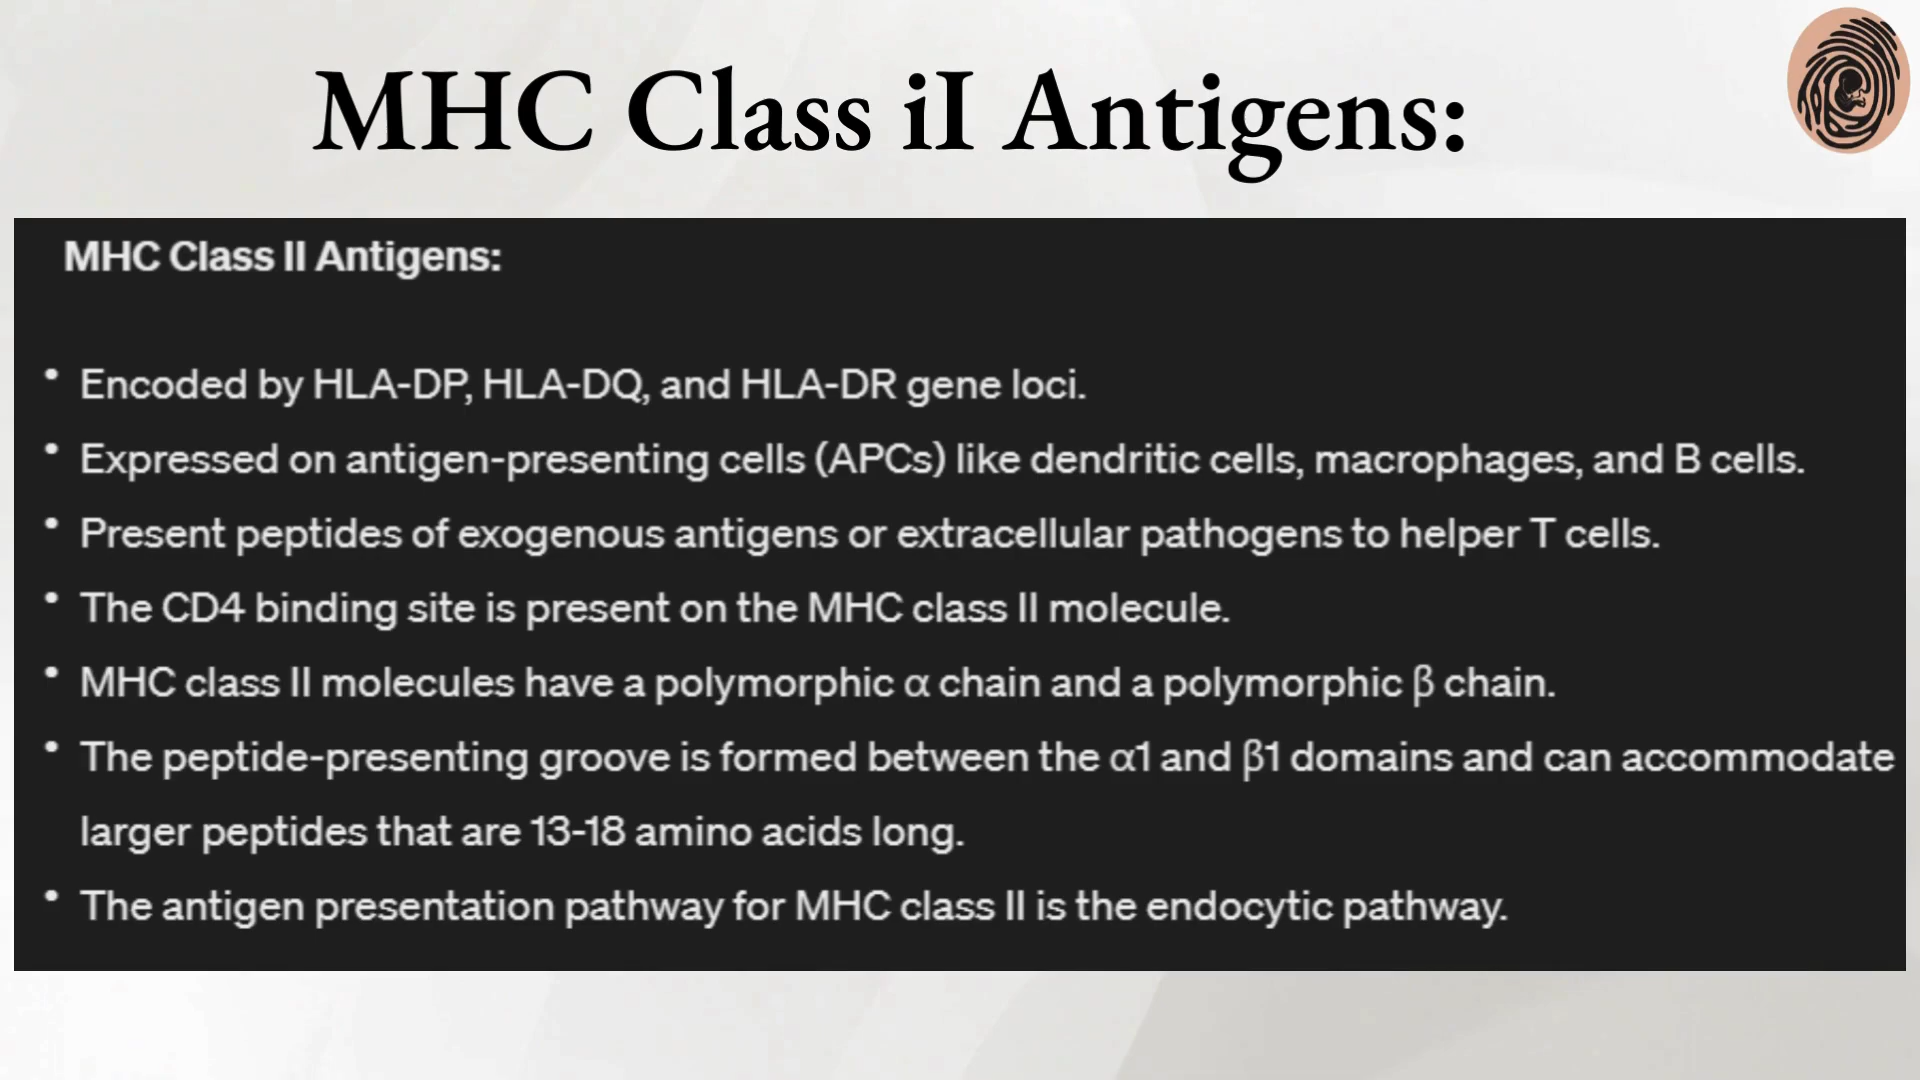 MHC Class iI Antigens:
MHC Class II Antigens:
• Encoded by HLA-DP, HLA-DQ, and HLA-DR gene loci.
• Expressed on antigen-presenting cells (APCs) like dendritic cells, macrophages, and B cells.
• Present peptides of exogenous antigens or extracellular pathogens to helper T cells.
• The CD4 binding site is present on the MHC class II molecule.
• MHC class II molecules have a polymorphic α chain and a polymorphic β chain.
• The peptide-presenting groove is formed between the α1 and β1 domains and can accommodate
larger peptides that are 13-18 amino acids long.
• The antigen presentation pathway for MHC class II is the endocytic pathway.